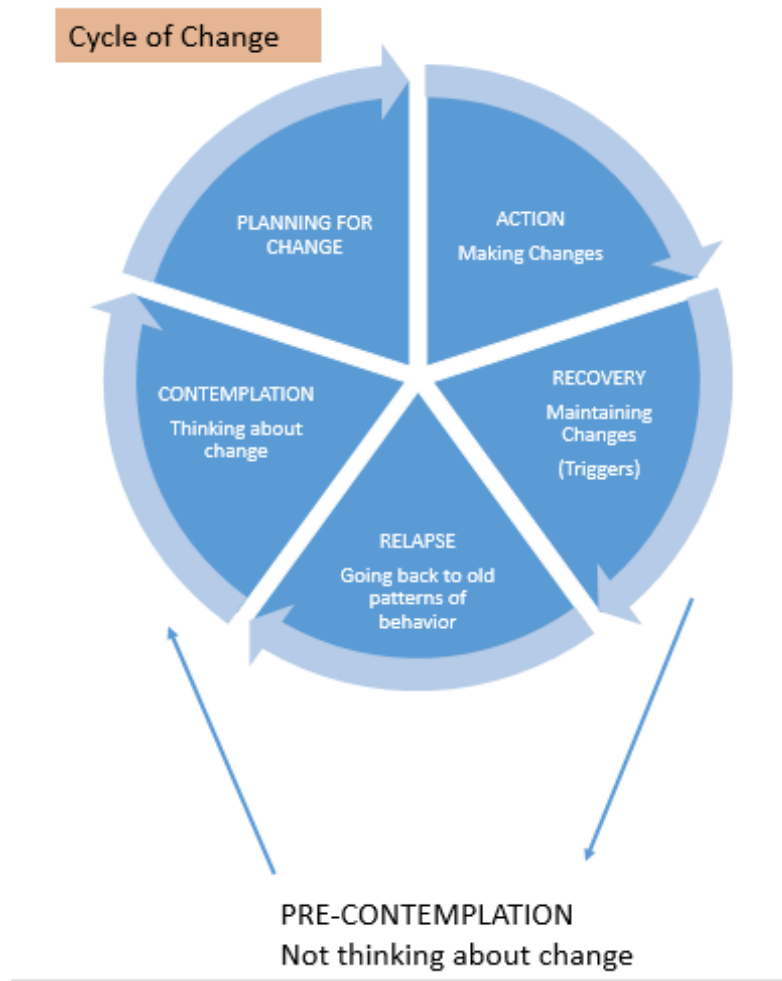 Cycle of Change
PLANNING FOR
CHANGE
ACTION
Making Changes
RECOVERY
Maintaining
Changes
(Triggers)
RELAPSE
Going back to old
patterns of
behavior
CONTEMPLATION
Thinking about
change
PRE-CONTEMPLATION
Not thinking about change